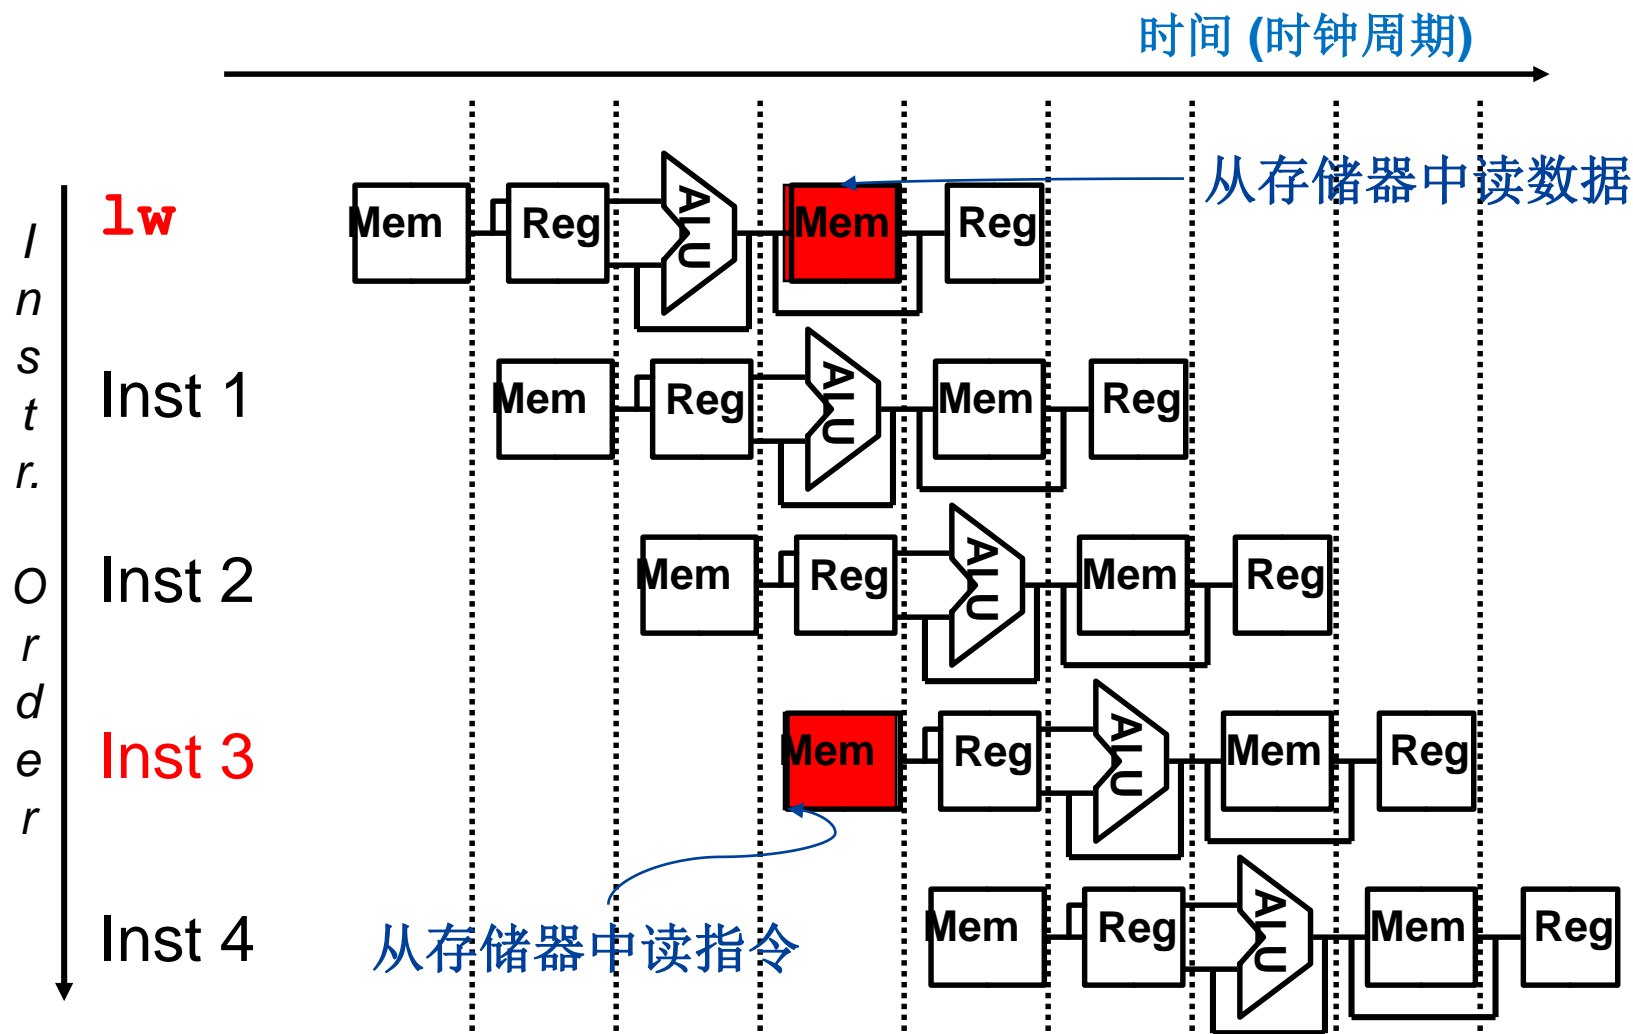 时间 (时钟周期)
从存储器中读数据
lw
Mem Reg ALU Mem Reg
Inst 1
Mem Reg ALU Mem Reg
Inst 2
Mem Reg ALU Mem Reg
Inst 3
Mem Reg ALU Mem Reg
Inst 4
Mem Reg ALU Mem Reg
从存储器中读指令
Instr.
Order